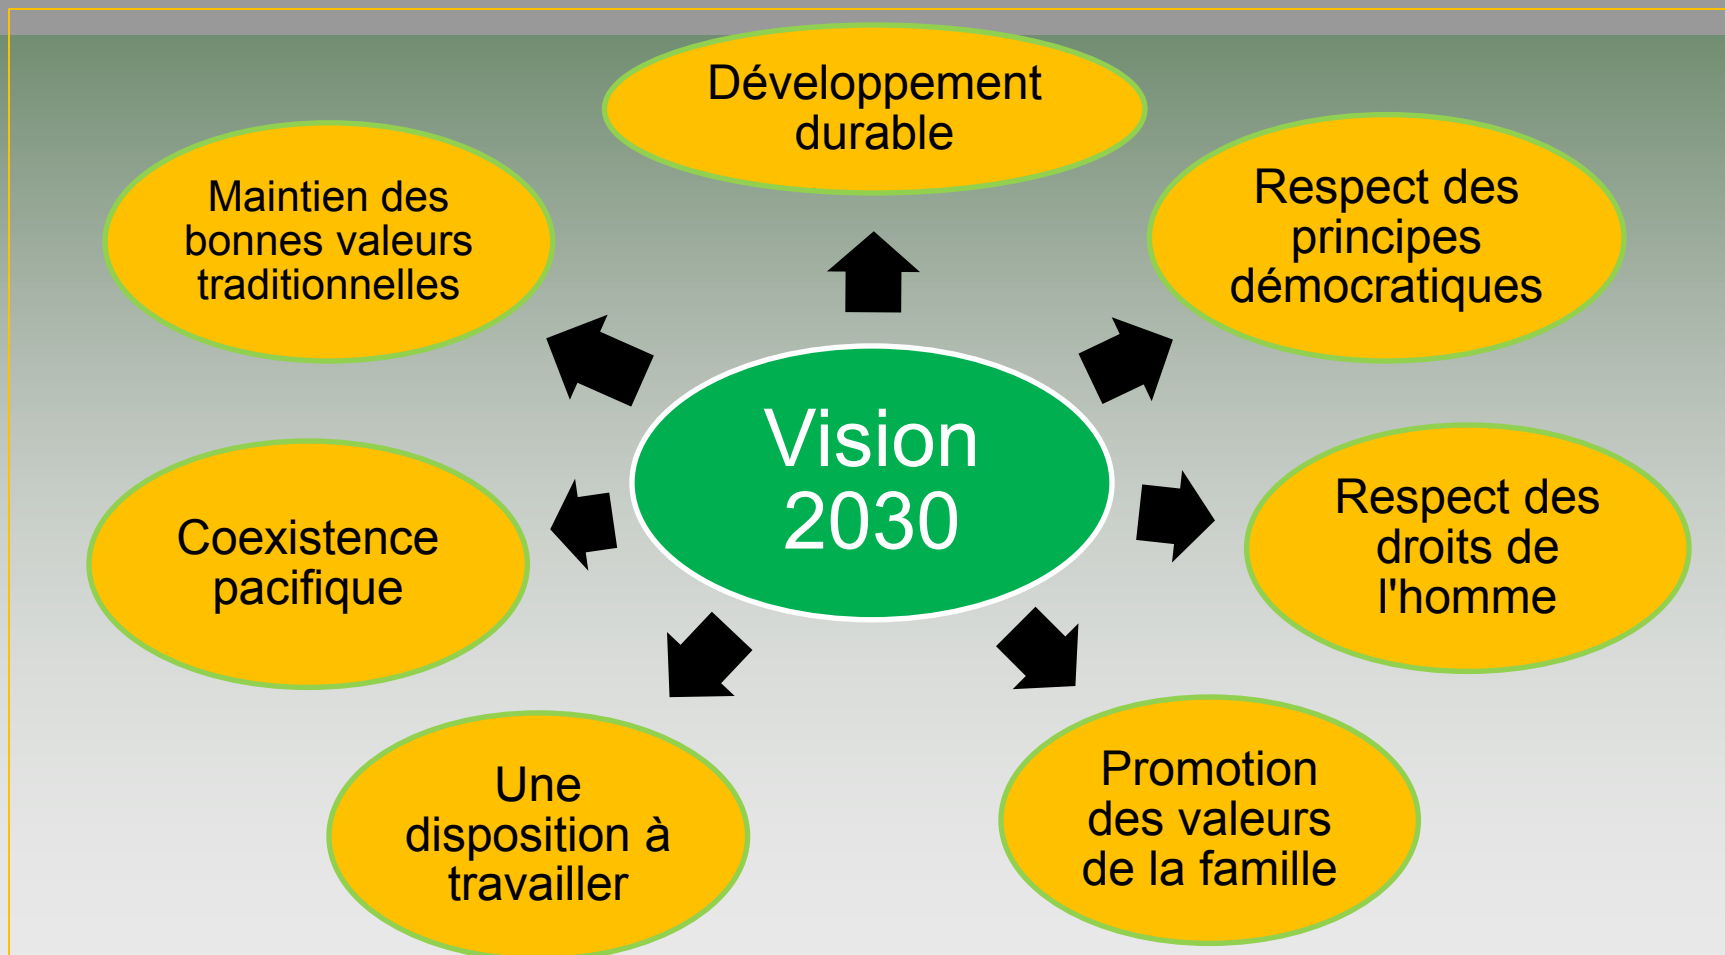 Développement
durable
Maintien des
bonnes valeurs
traditionnelles
Respect des
principes
démocratiques
Vision
2030
Coexistence
pacifique
Respect des
droits de
l'homme
Une
disposition à
travailler
Promotion
des valeurs
de la famille